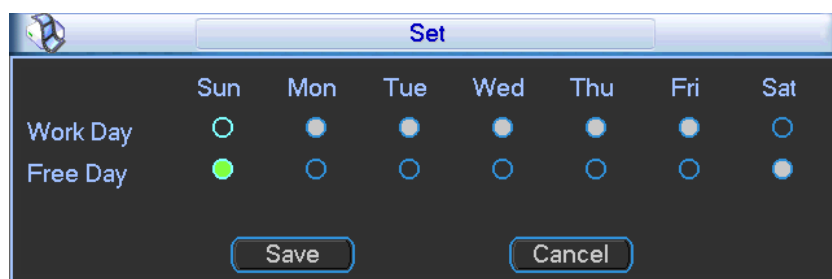 Set
Sun Mon Tue Wed Thu Fri Sat
Work Day
Free Day
Save Cancel